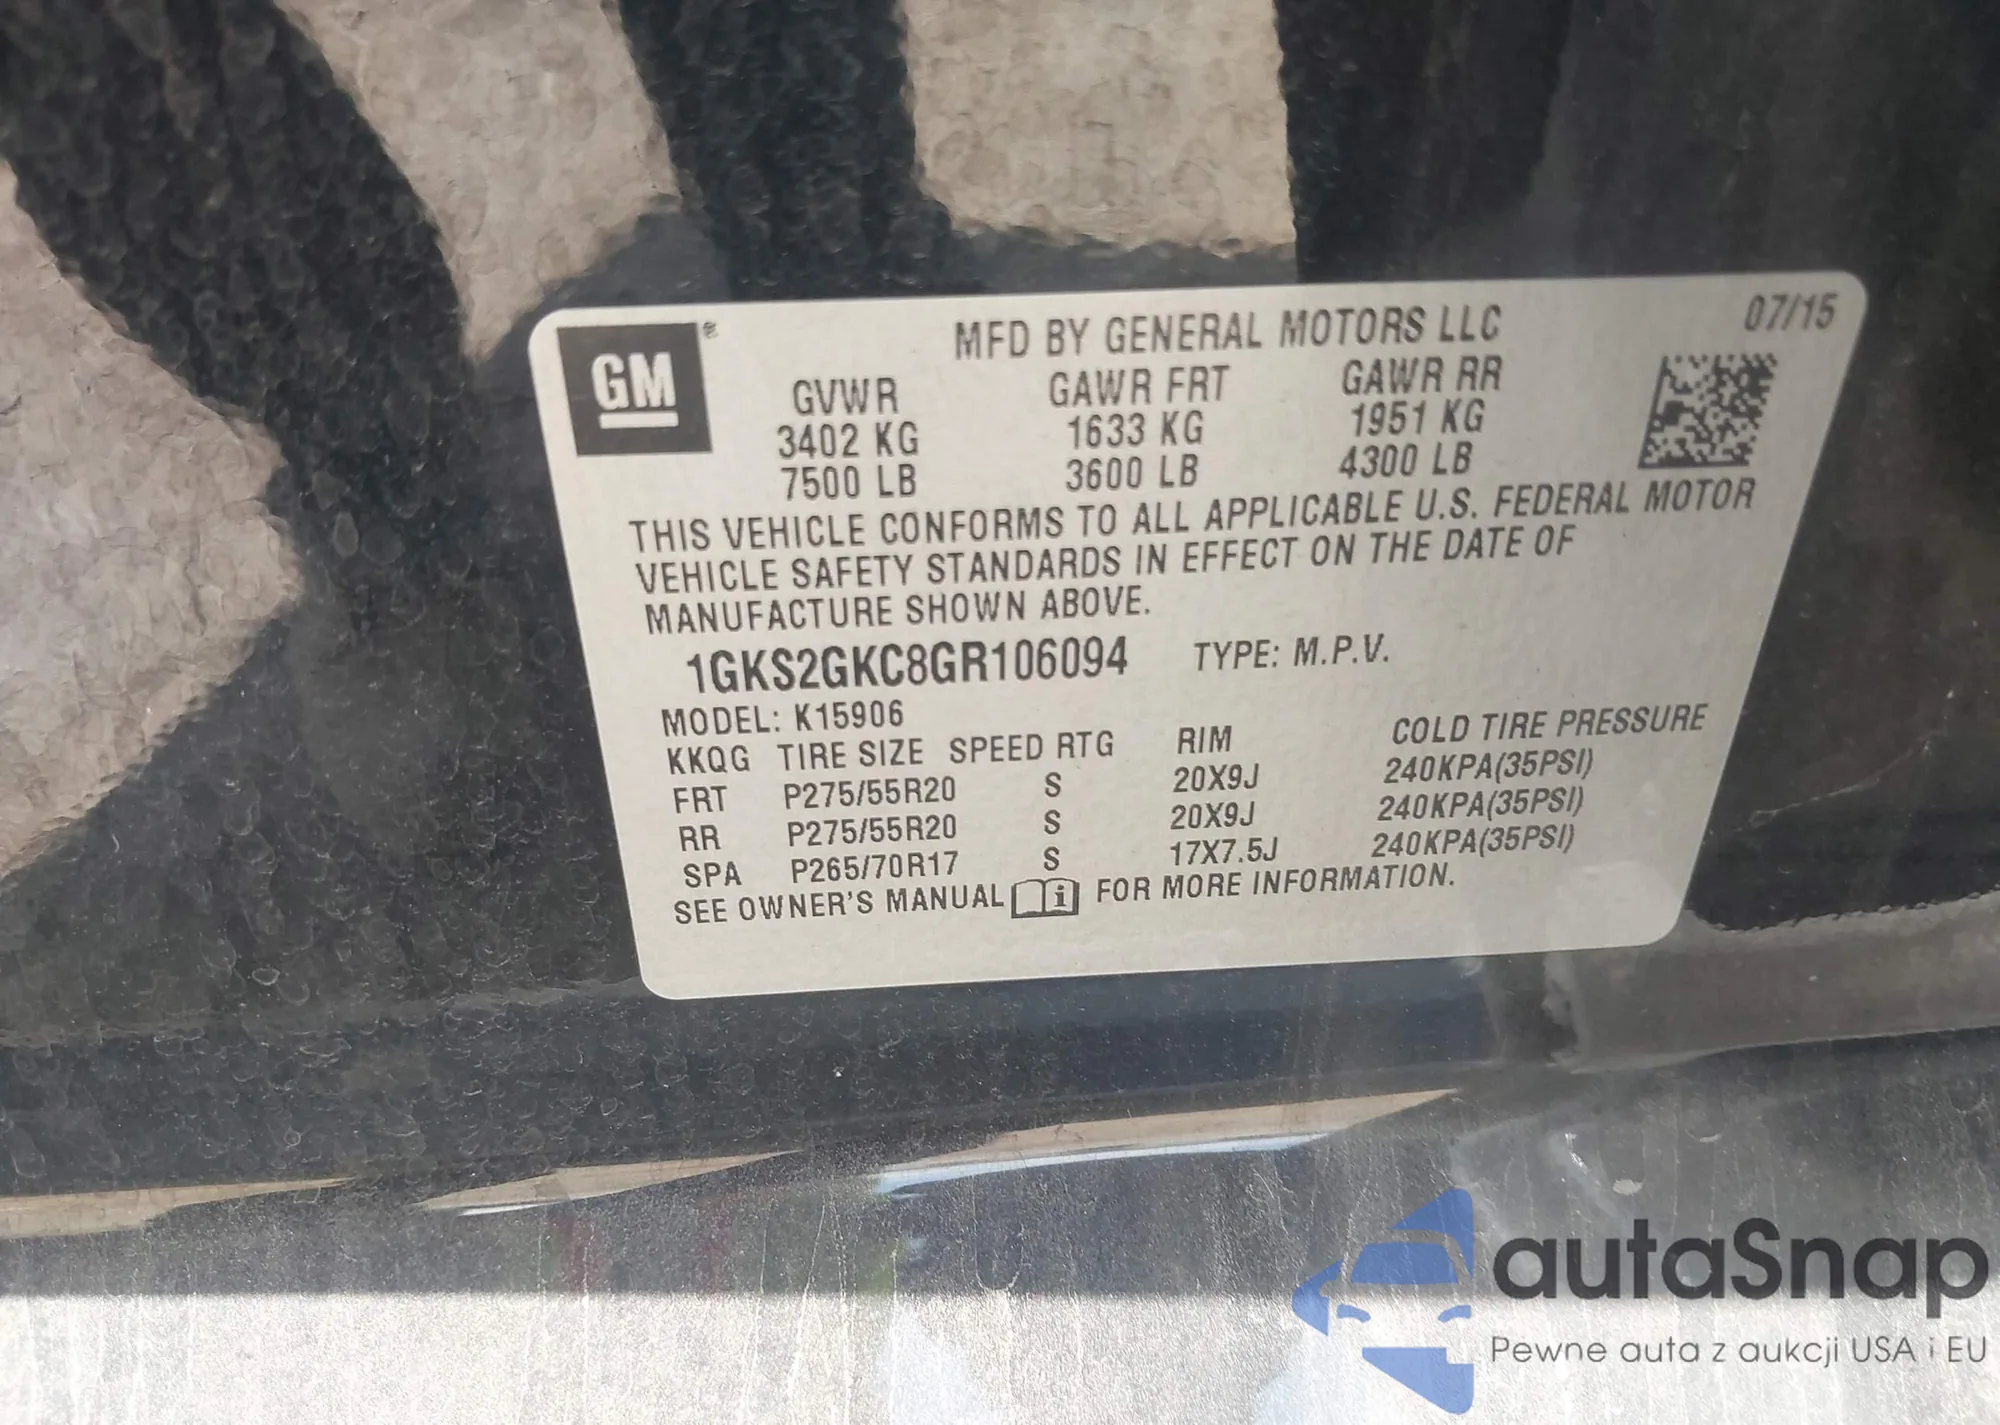 GM®
MFD BY GENERAL MOTORS LLC 07/15
GVWR GAWR FRT GAWR RR
3402 KG 1633 KG 1951 KG
7500 LB 3600 LB 4300 LB
THIS VEHICLE CONFORMS TO ALL APPLICABLE U.S. FEDERAL MOTOR
VEHICLE SAFETY STANDARDS IN EFFECT ON THE DATE OF
MANUFACTURE SHOWN ABOVE.
1GKS2GKC8GR106094 TYPE: M.P.V.
MODEL: K15906
KKQG TIRE SIZE SPEED RTG RIM COLD TIRE PRESSURE
FRT P275/55R20 S 20X9J 240KPA(35PSI)
RR P275/55R20 S 20X9J 240KPA(35PSI)
SPA P265/70R17 S 17X7.5J 240KPA(35PSI)
SEE OWNER'S MANUAL i FOR MORE INFORMATION.
autaSnap
Pewne auta z aukcji USA i EU